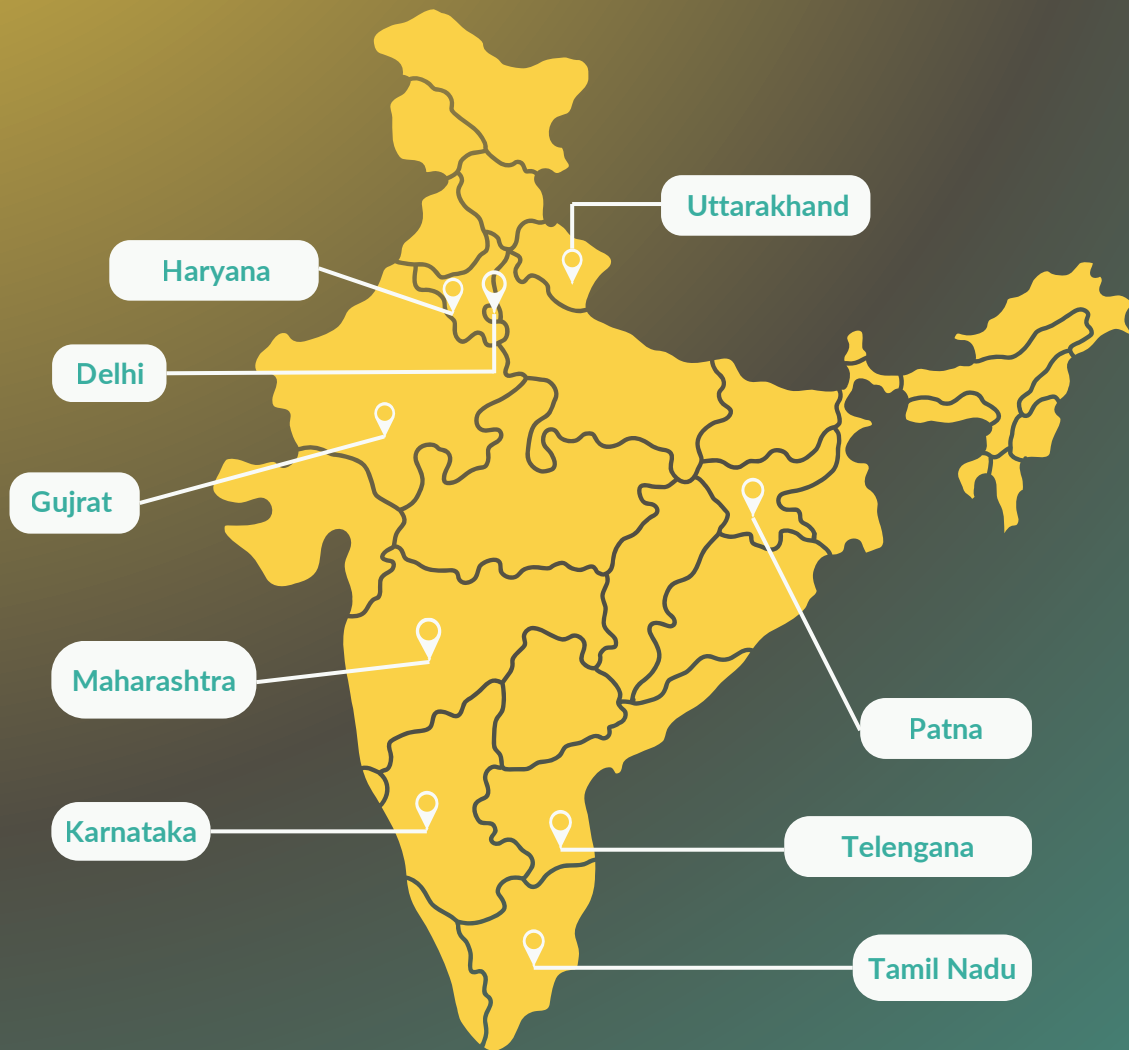 Uttarakhand
Haryana
Delhi
Gujrat
Maharashtra
Patna
Karnataka
Telengana
Tamil Nadu